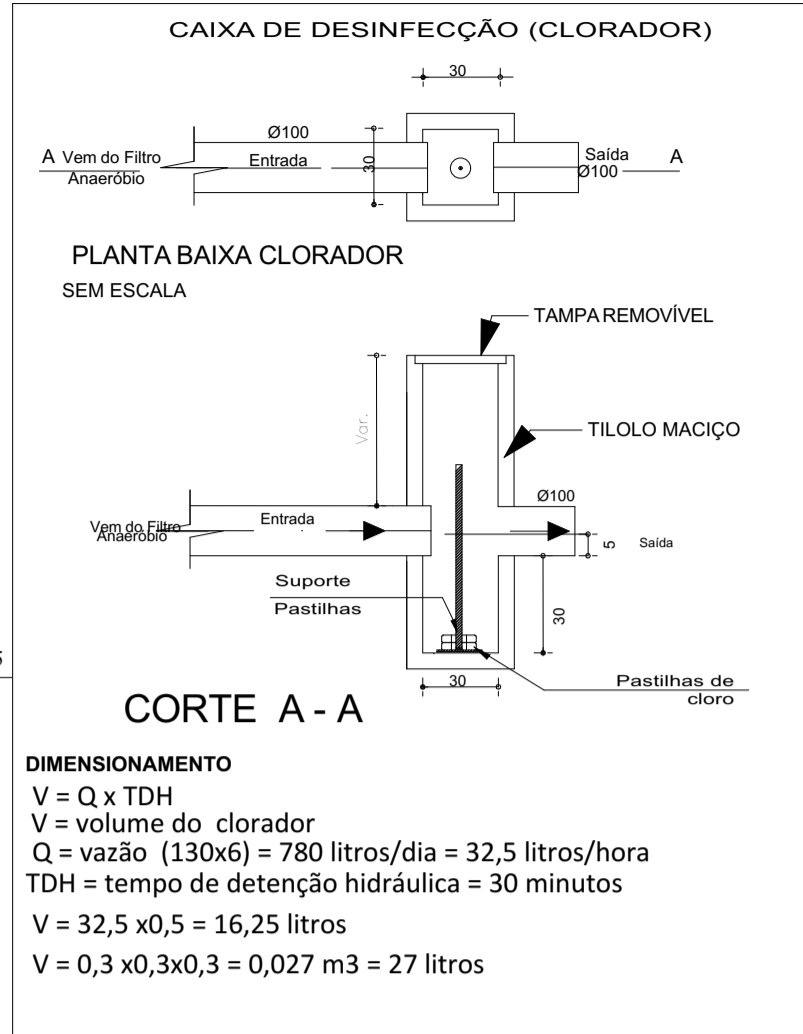 CAIXA DE DESINFECÇÃO (CLORADOR)
30
Ø100
A Vem do Filtro
Anaeróbio
Entrada
30
Saída
Ø100
A
PLANTA BAIXA CLORADOR
SEM ESCALA
TAMPA REMOVÍVEL
Var.
TILOLO MACIÇO
Ø100
Vem do Filtro
Anaeróbio
Entrada
5
Saída
Suporte
Pastilhas
30
30
Pastilhas de
cloro
CORTE A - A
DIMENSIONAMENTO
V = Q x TDH
V = volume do clorador
Q = vazão (130x6) = 780 litros/dia = 32,5 litros/hora
TDH = tempo de detenção hidráulica = 30 minutos
V = 32,5 x0,5 = 16,25 litros
V = 0,3 x0,3x0,3 = 0,027 m3 = 27 litros